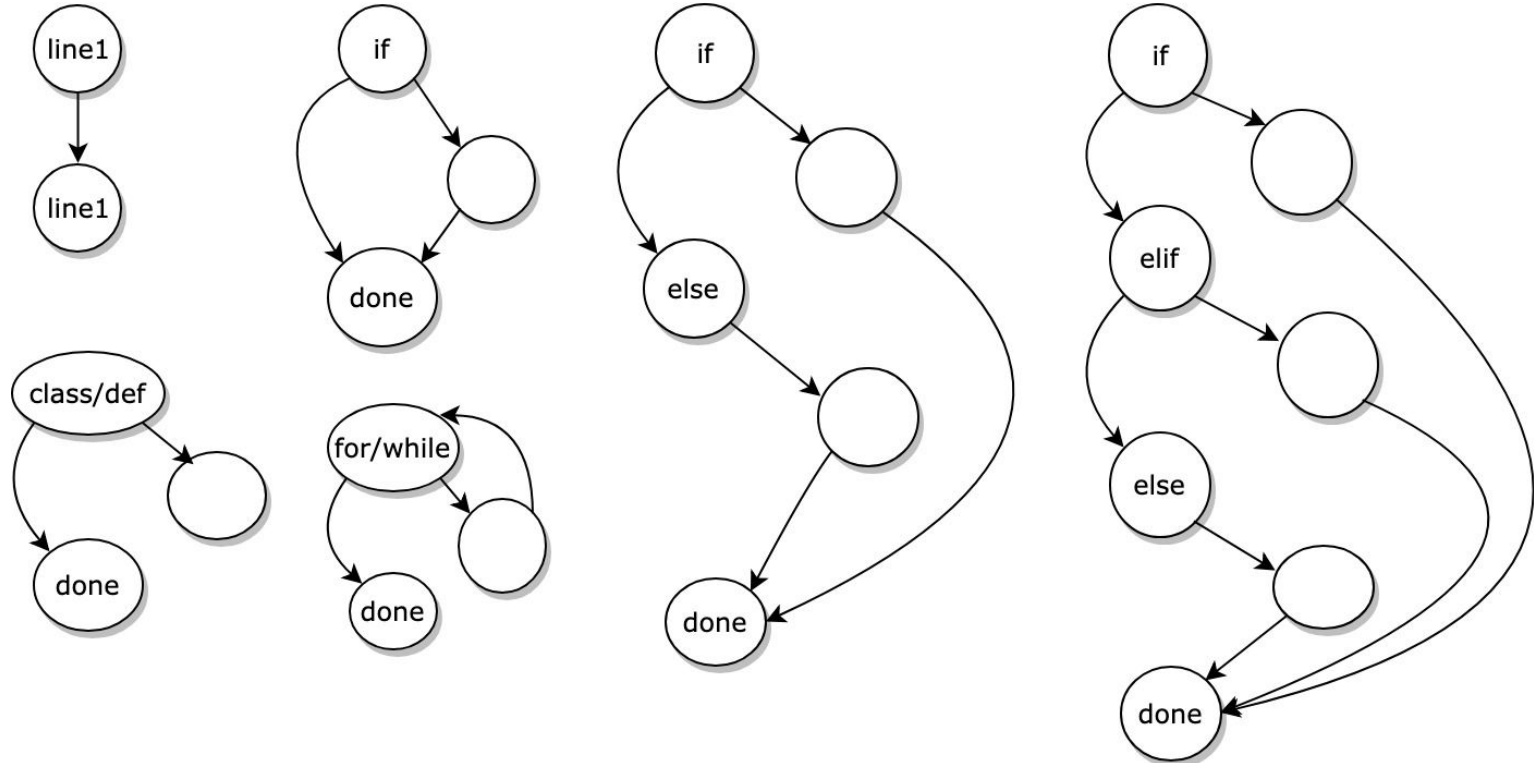 line1
line1
if
done
class/def
done
for/while
done
if
else
done
if
elif
else
done